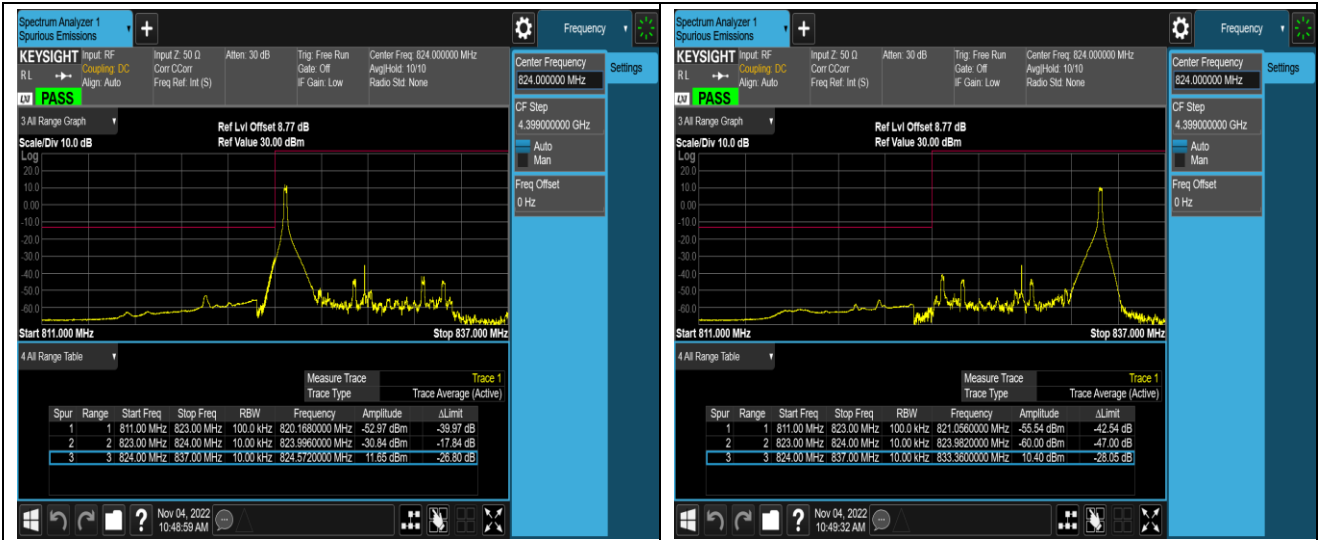 Spectrum Analyzer 1
Spurious Emissions
Frequency
KEYSIGHT Input: RF Input Z: 50 Ω Atten: 30 dB Trig: Free Run Center Freq: 824.000000 MHz
Coupling: DC Corr CCorr Gate: Off Avg|Hold: 10/10
RL Align: Auto Freq Ref: Int (S) IF Gain: Low Radio Std: None
PASS
Center Frequency
824.000000 MHz
Settings
CF Step
4.399000000 GHz
Auto
Man
Freq Offset
0 Hz
3 All Range Graph
Ref Lvl Offset 8.77 dB
Scale/Div 10.0 dB Ref Value 30.00 dBm
Log
20.0
10.0
0.00
-10.0
-20.0
-30.0
-40.0
-50.0
-60.0
Start 811.000 MHz Stop 837.000 MHz
4 All Range Table
Measure Trace Trace 1
Trace Type Trace Average (Active)
Spur Range Start Freq Stop Freq RBW Frequency Amplitude ΔLimit
1 1 811.00 MHz 823.00 MHz 100.0 kHz 820.1680000 MHz -52.97 dBm -39.97 dB
2 2 823.00 MHz 824.00 MHz 10.00 kHz 823.9960000 MHz -30.84 dBm -17.84 dB
3 3 824.00 MHz 837.00 MHz 10.00 kHz 824.5720000 MHz 11.65 dBm -26.80 dB
Nov 04, 2022
10:48:59 AM
Spectrum Analyzer 1
Spurious Emissions
Frequency
KEYSIGHT Input: RF Input Z: 50 Ω Atten: 30 dB Trig: Free Run Center Freq: 824.000000 MHz
Coupling: DC Corr CCorr Gate: Off Avg|Hold: 10/10
RL Align: Auto Freq Ref: Int (S) IF Gain: Low Radio Std: None
PASS
Center Frequency
824.000000 MHz
Settings
CF Step
4.399000000 GHz
Auto
Man
Freq Offset
0 Hz
3 All Range Graph
Ref Lvl Offset 8.77 dB
Scale/Div 10.0 dB Ref Value 30.00 dBm
Log
20.0
10.0
0.00
-10.0
-20.0
-30.0
-40.0
-50.0
-60.0
Start 811.000 MHz Stop 837.000 MHz
4 All Range Table
Measure Trace Trace 1
Trace Type Trace Average (Active)
Spur Range Start Freq Stop Freq RBW Frequency Amplitude ΔLimit
1 1 811.00 MHz 823.00 MHz 100.0 kHz 821.0560000 MHz -55.54 dBm -42.54 dB
2 2 823.00 MHz 824.00 MHz 10.00 kHz 823.9820000 MHz -60.00 dBm -47.00 dB
3 3 824.00 MHz 837.00 MHz 10.00 kHz 833.3600000 MHz 10.40 dBm -28.05 dB
Nov 04, 2022
10:49:32 AM